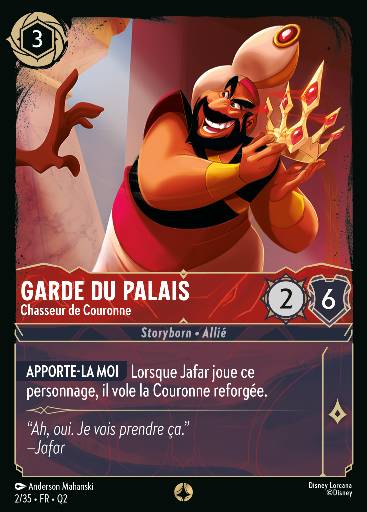 3
GARDE DU PALAIS
Chasseur de Couronne
2
6
Storyborn • Allié
APPORTE-LA MOI Lorsque Jafar joue ce
personnage, il vole la Couronne reforgée.
“Ah, oui. Je vois prendre ça.”
–Jafar
Anderson Mahanski
2/35 • FR • Q2
Disney Lorcana
©Disney